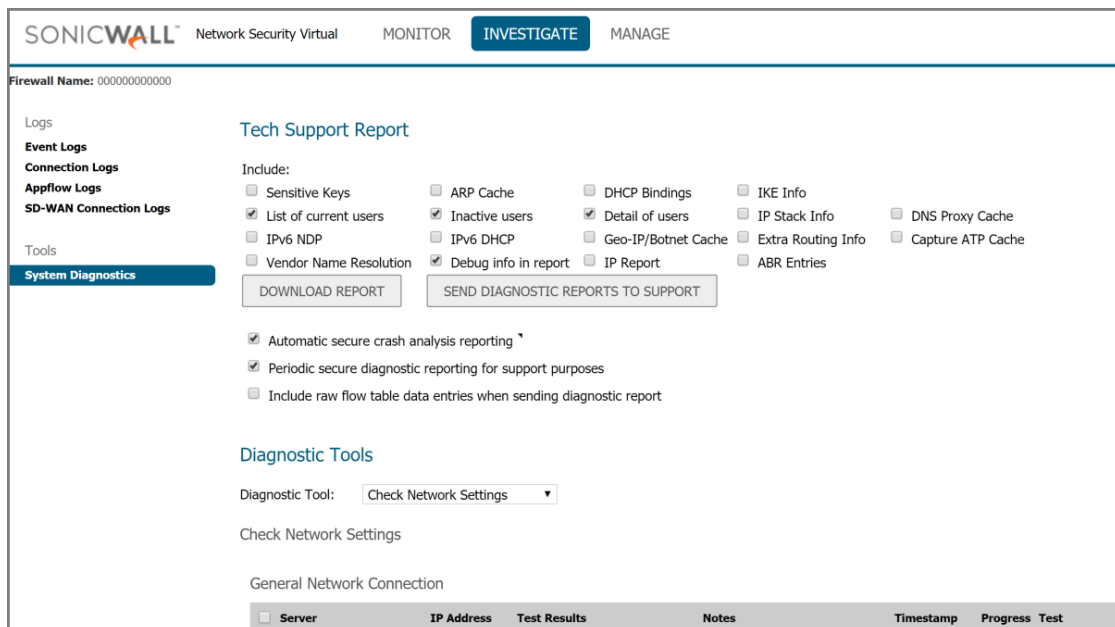 SONICWALL™ Network Security Virtual MONITOR INVESTIGATE MANAGE
Firewall Name: 000000000000
Logs
Event Logs
Connection Logs
Appflow Logs
SD-WAN Connection Logs
Tools
System Diagnostics
Tech Support Report
Include:
Sensitive Keys ARP Cache DHCP Bindings IKE Info
List of current users Inactive users Detail of users IP Stack Info DNS Proxy Cache
IPv6 NDP IPv6 DHCP Geo-IP/Botnet Cache Extra Routing Info Capture ATP Cache
Vendor Name Resolution Debug info in report IP Report ABR Entries
DOWNLOAD REPORT SEND DIAGNOSTIC REPORTS TO SUPPORT
Automatic secure crash analysis reporting
Periodic secure diagnostic reporting for support purposes
Include raw flow table data entries when sending diagnostic report
Diagnostic Tools
Diagnostic Tool: Check Network Settings
Check Network Settings
General Network Connection
Server IP Address Test Results Notes Timestamp Progress Test